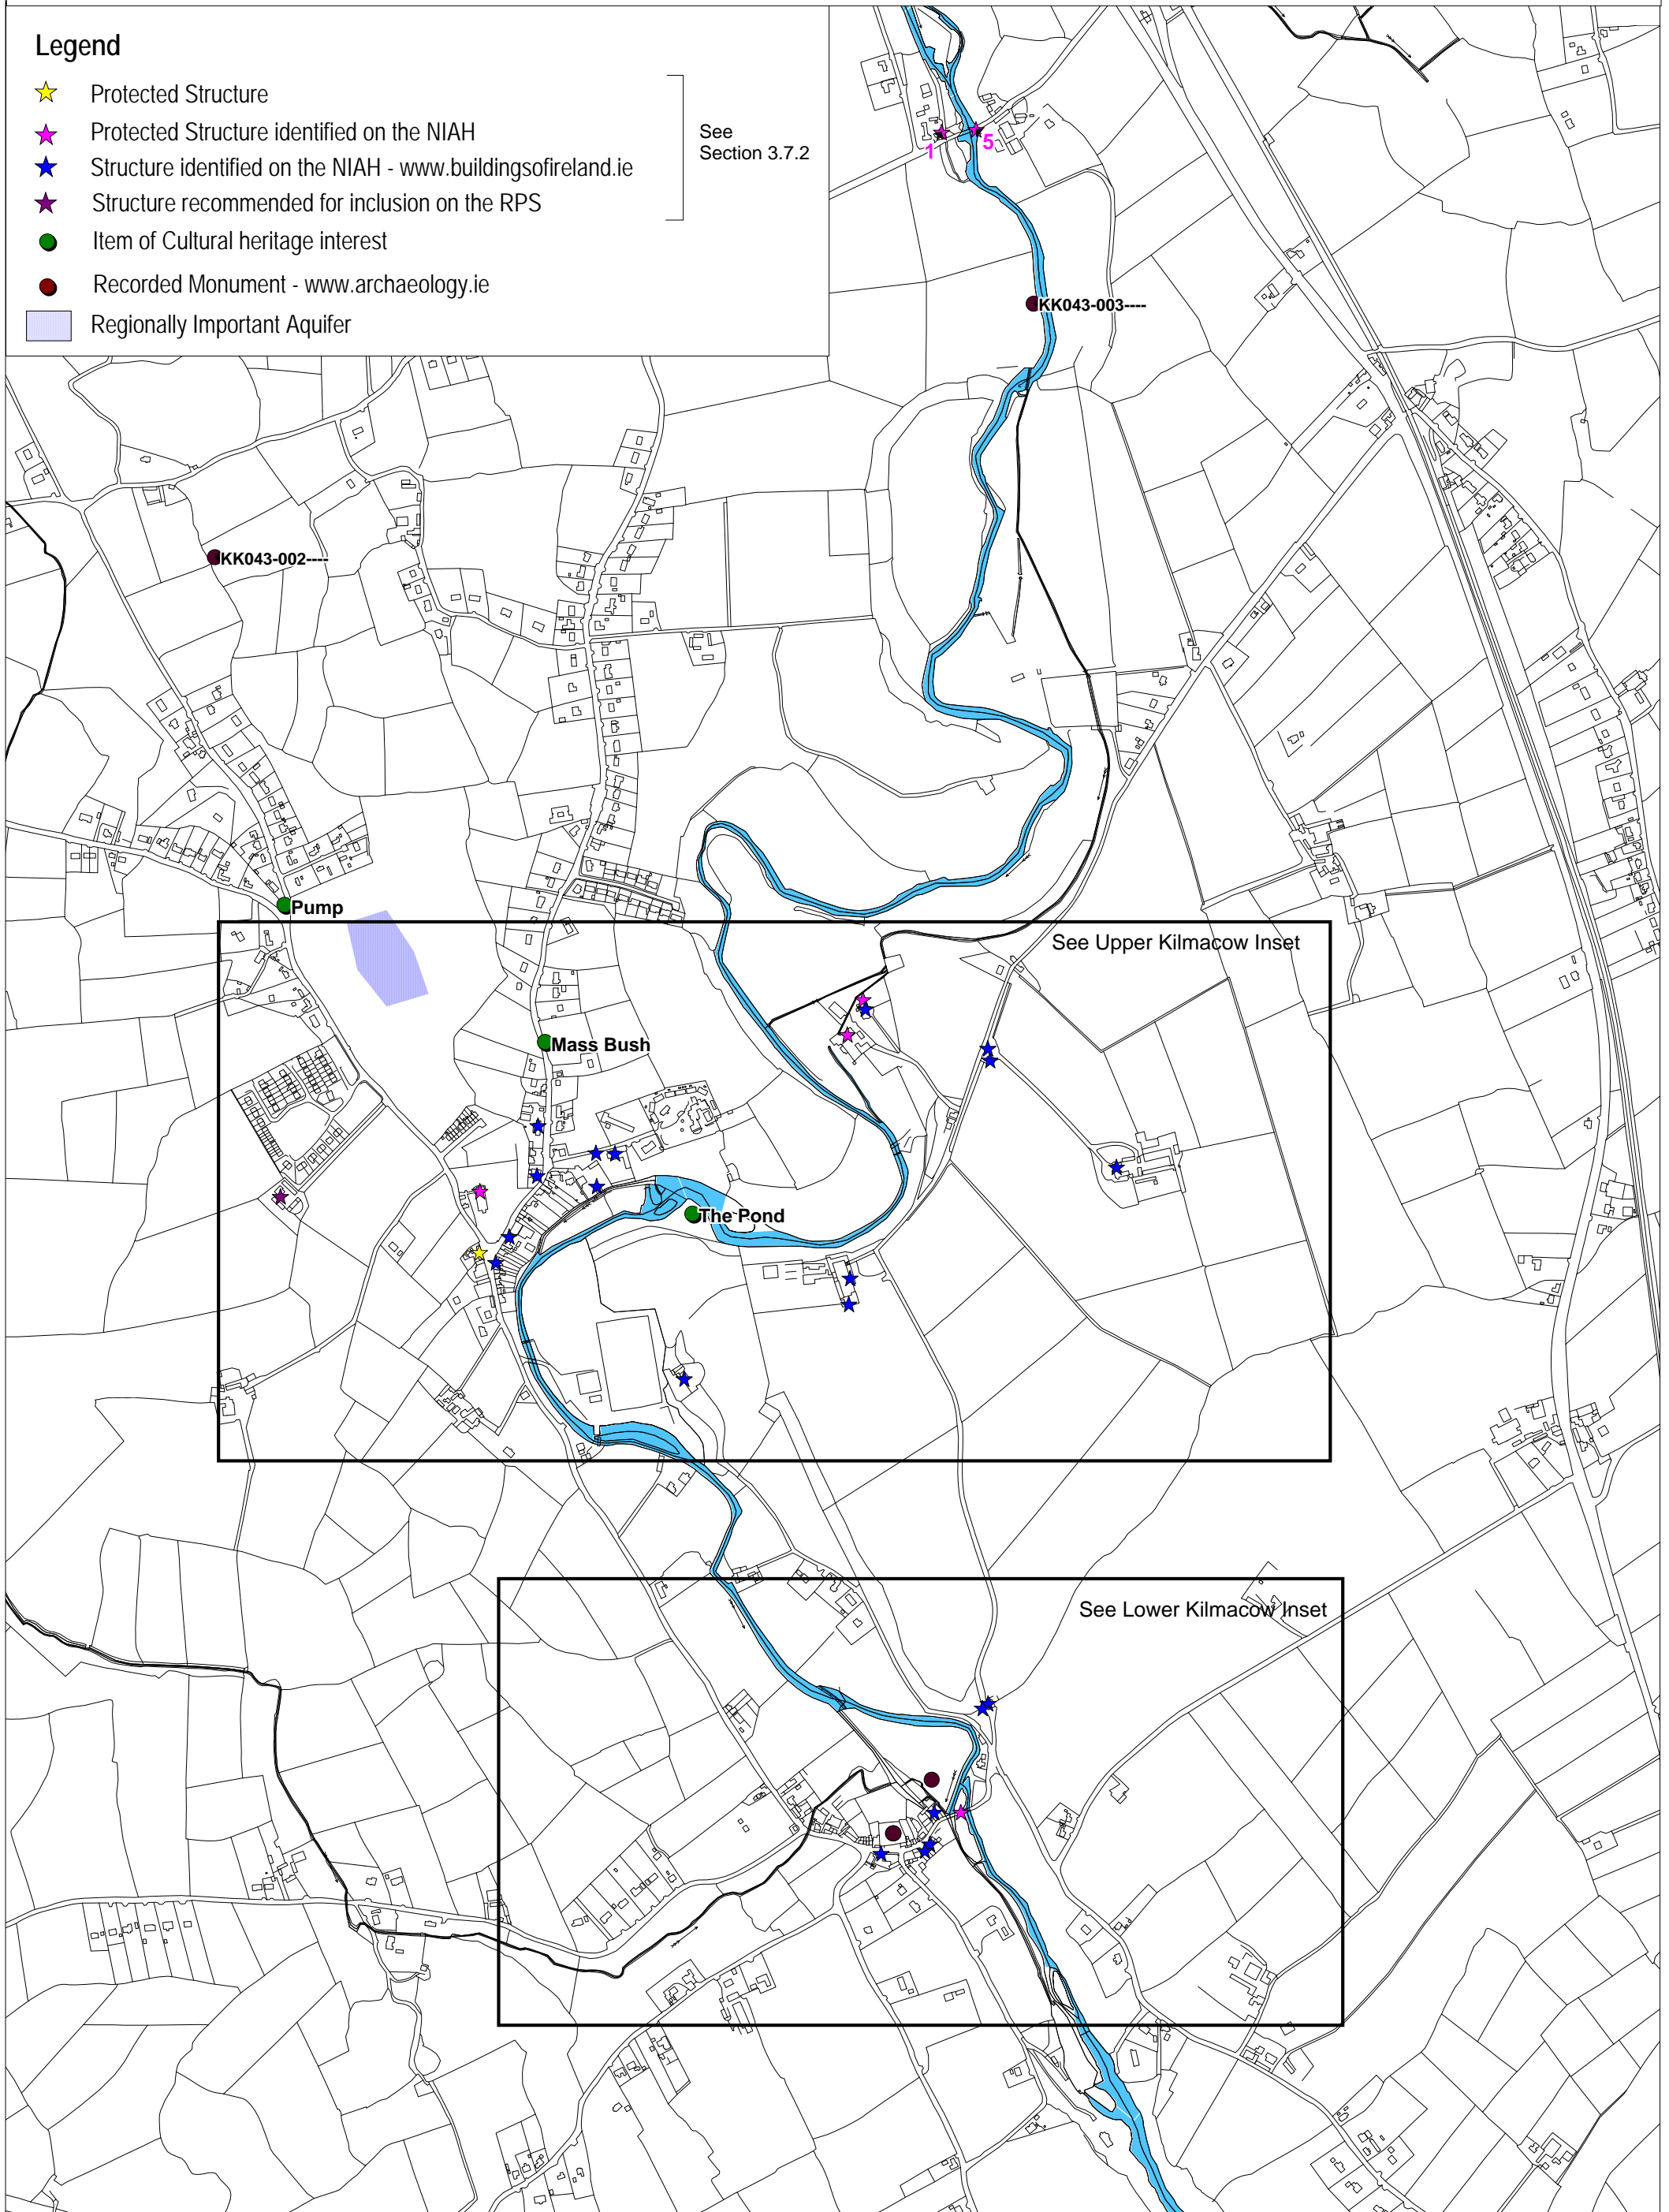 Legend
Protected Structure
Protected Structure identified on the NIAH
Structure identified on the NIAH - www.buildingsofireland.ie
Structure recommended for inclusion on the RPS
See
Section 3.7.2
Item of Cultural heritage interest
Recorded Monument - www.archaeology.ie
Regionally Important Aquifer
1
5
KK043-003----
KK043-002----
Pump
See Upper Kilmacow Inset
Mass Bush
The Pond
See Lower Kilmacow Inset